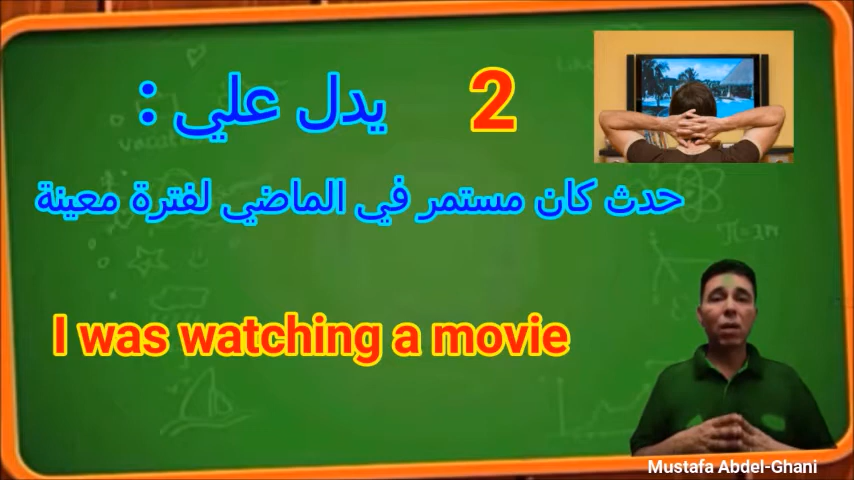 2 يدل علي :
حدث كان مستمر في الماضي لفترة معينة
I was watching a movie
Mustafa Abdel-Ghani